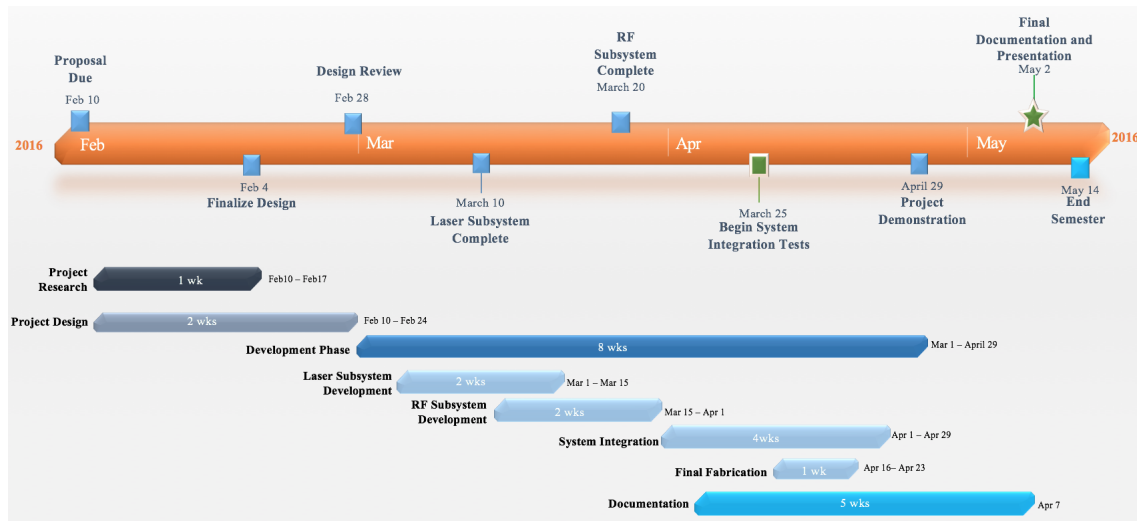 Proposal
Due
Feb 10
Design Review
Feb 28
RF
Subsystem
Complete
March 20
Final
Documentation and
Presentation
May 2
2016
Feb
Mar
Apr
May
2016
Feb 4
Finalize Design
March 10
Laser Subsystem
Complete
March 25
Begin System
Integration Tests
April 29
Project
Demonstration
May 14
End
Semester
Project
Research
1 wk
Feb10 – Feb17
Project Design
2 wks
Feb 10 – Feb 24
Development Phase
8 wks
Mar 1 – April 29
Laser Subsystem
Development
2 wks
Mar 1 – Mar 15
RF Subsystem
Development
2 wks
Mar 15 – Apr 1
System Integration
4wks
Apr 1 – Apr 29
Final Fabrication
1 wk
Apr 16– Apr 23
Documentation
5 wks
Apr 7